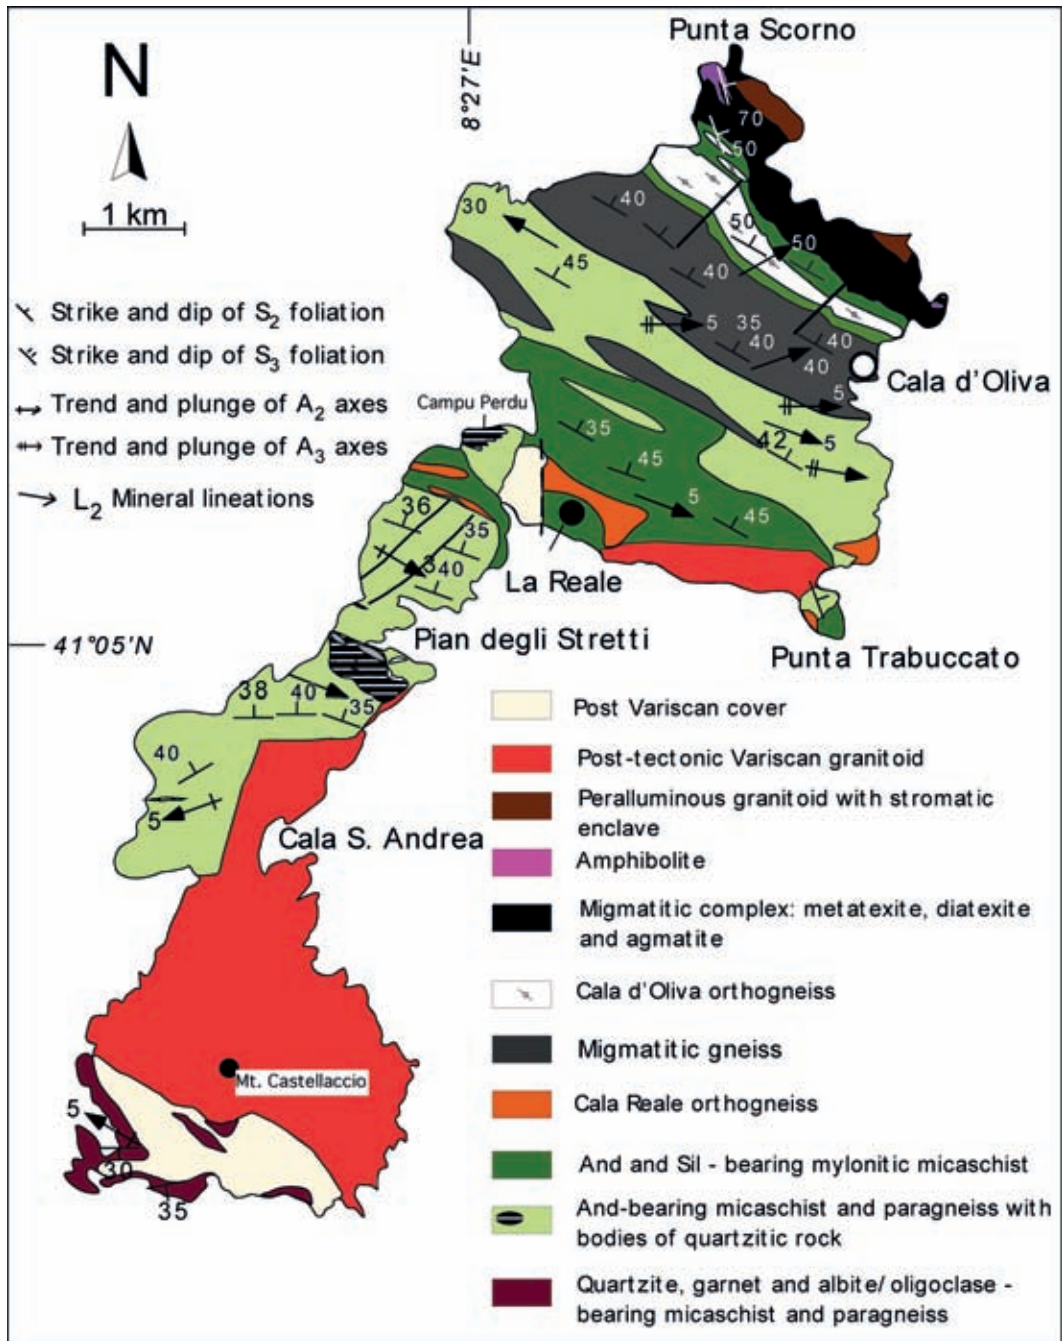 Punta Scorno
N
8°27'E
1 km
70
50
40
30
50
50
45
40
5
35
40
40
40
Strike and dip of S2 foliation
Strike and dip of S3 foliation
Trend and plunge of A2 axes
Trend and plunge of A3 axes
L2 Mineral lineations
Cala d'Oliva
5
Campu Perdu
35
42
5
45
5
45
36
35
3
40
La Reale
41°05'N
Pian degli Stretti
Punta Trabuccato
38
40
35
40
5
Cala S. Andrea
Mt. Castellaccio
5
30
35
Post Variscan cover
Post-tectonic Variscan granitoid
Peralluminous granitoid with stromatic
enclave
Amphibolite
Migmatitic complex: metatexite, diatexite
and agmatite
Cala d'Oliva orthogneiss
Migmatitic gneiss
Cala Reale orthogneiss
And and Sil - bearing mylonitic micaschist
And-bearing micaschist and paragneiss with
bodies of quartzitic rock
Quartzite, garnet and albite/ oligoclase -
bearing micaschist and paragneiss